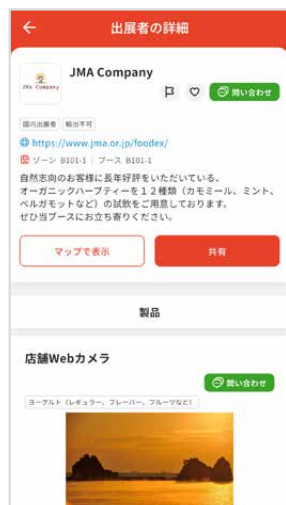 出展者の詳細
JMA Company
JMA Company
問い合わせ
国内出展者 輸出不可
https://www.jma.or.jp/foodex/
ゾーン B101-1 | ブース B101-1
自然志向のお客様に長年好評をいただいている、
オーガニックハーブティーを１２種類（カモミール、ミント、
ベルガモットなど）の試飲をご用意しております。
ぜひ当ブースにお立ち寄りください。
マップで表示
共有
製品
店舗Webカメラ
問い合わせ
ヨーグルト（レギュラー、フレーバー、フルーツなど）